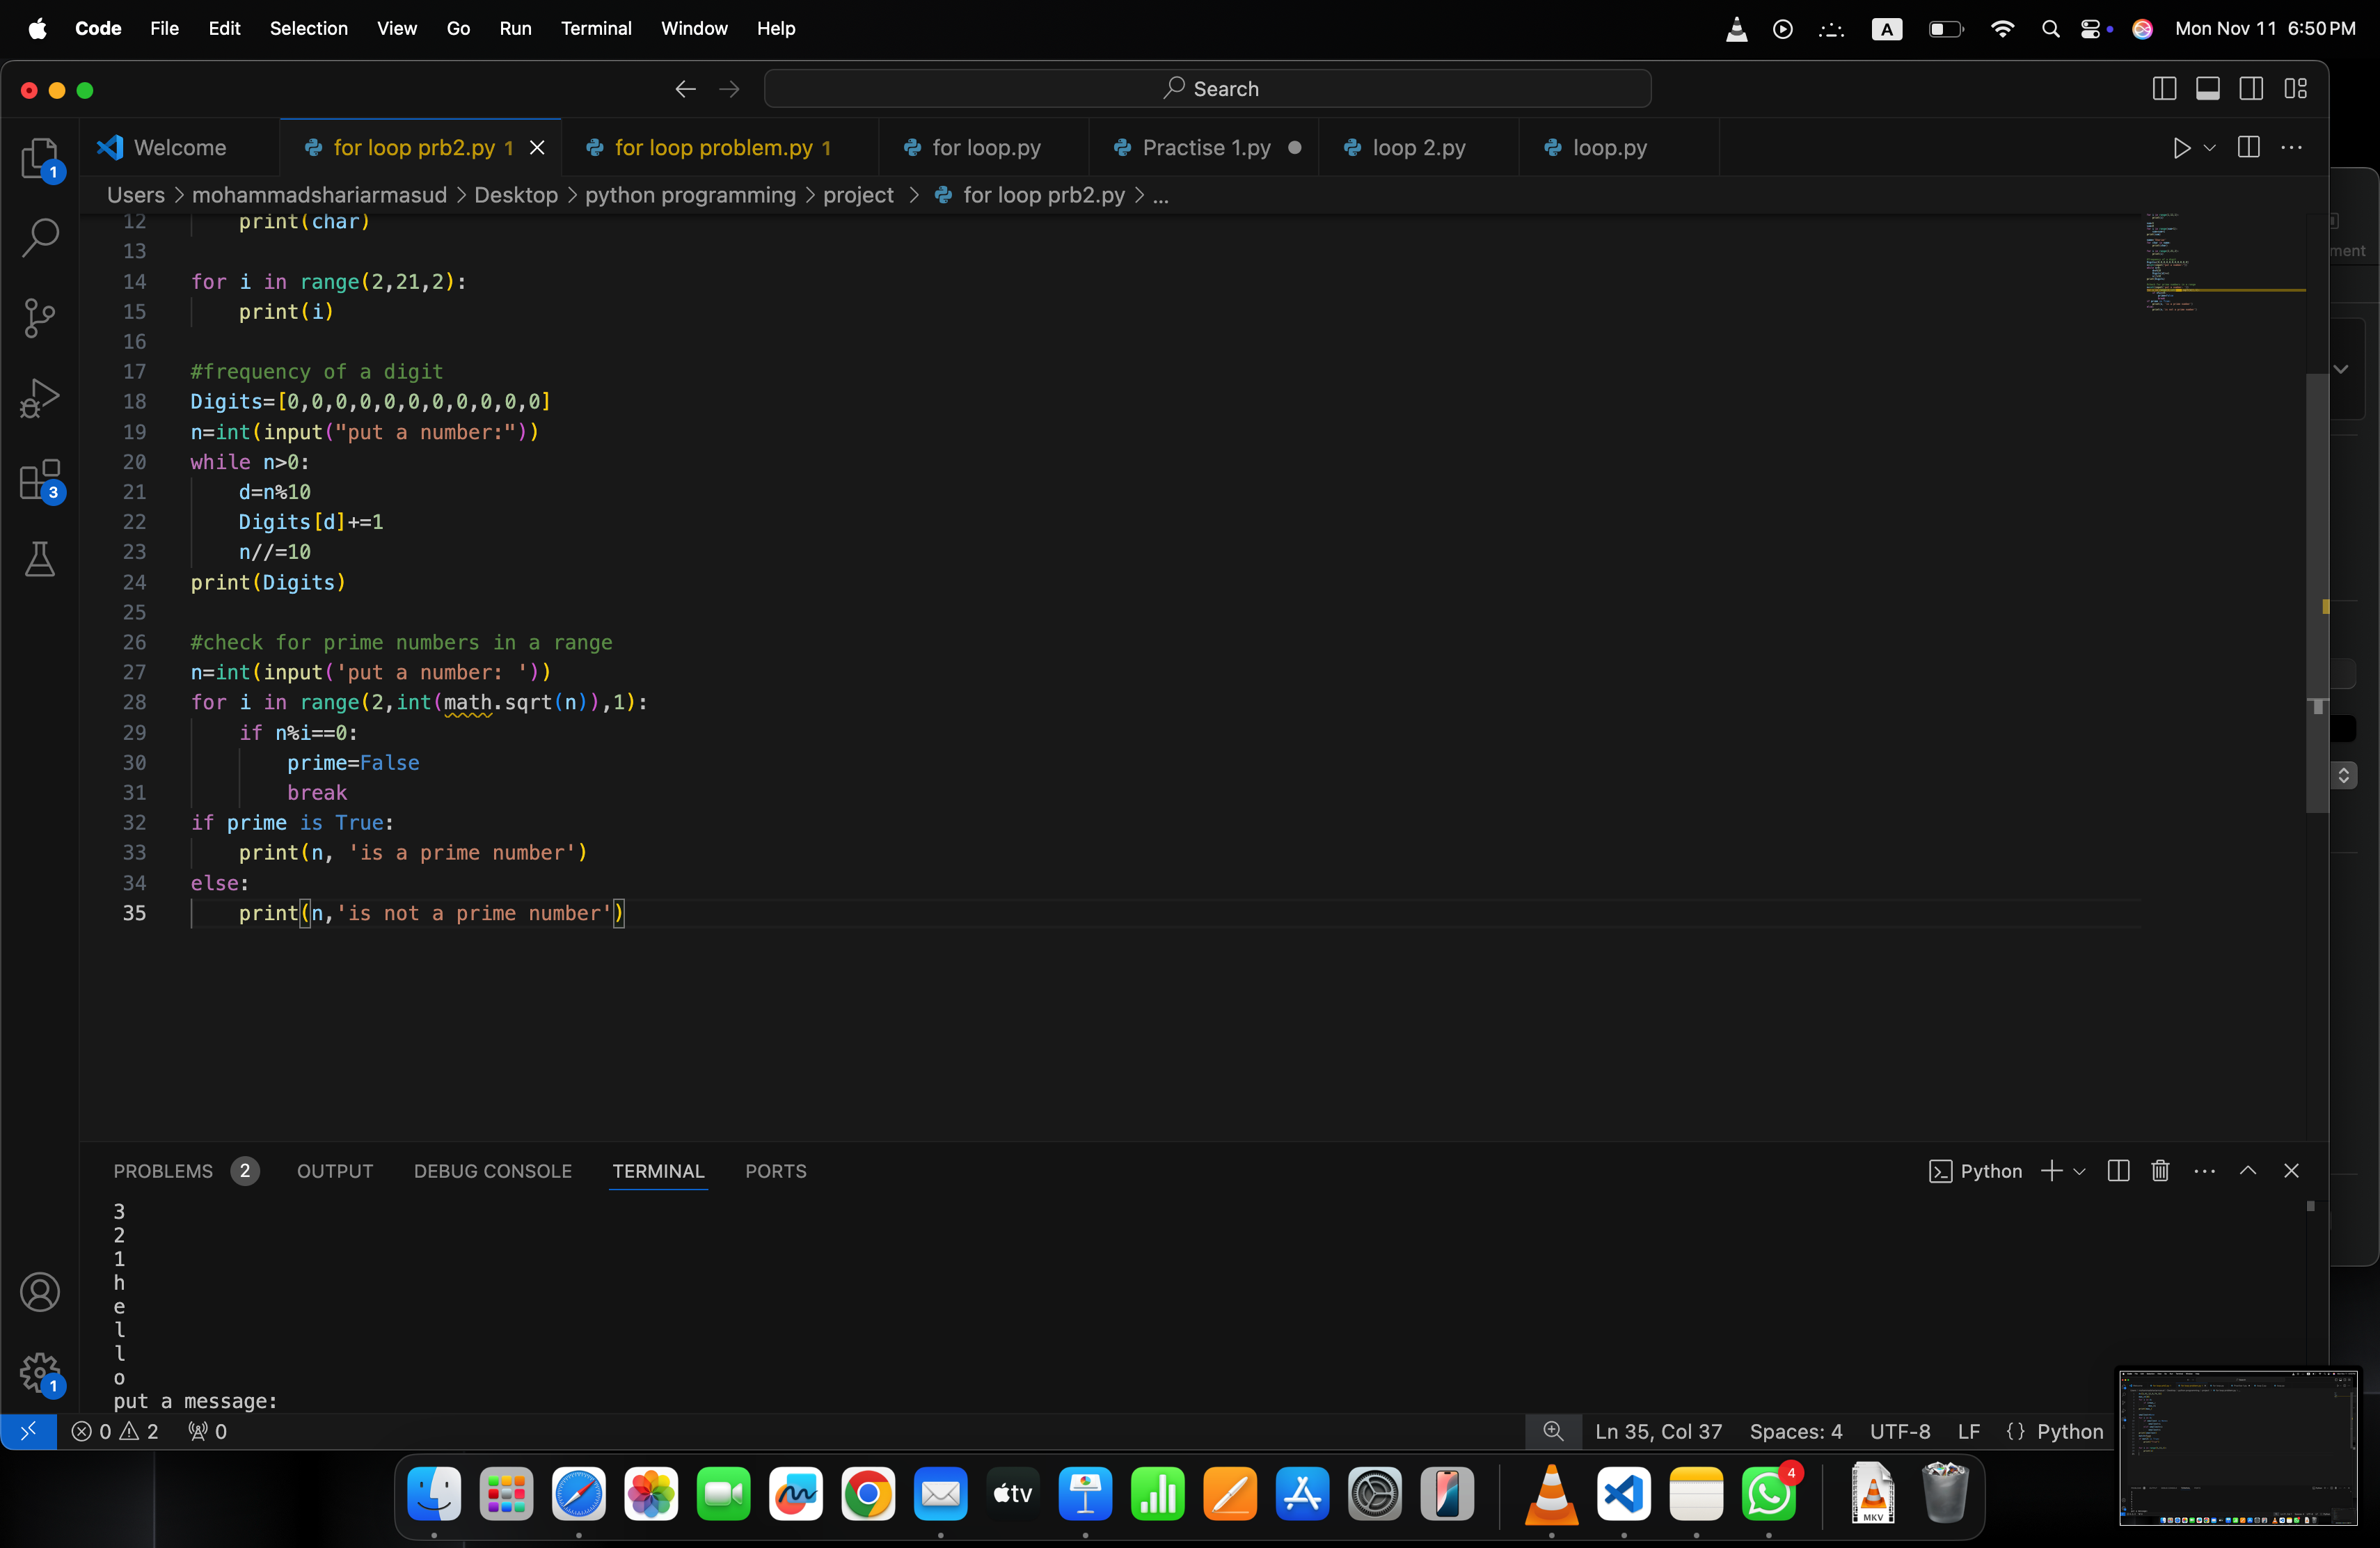 Code File Edit Selection View Go Run Terminal Window Help A Mon Nov 11 6:50 PM
Search
Welcome for loop prb2.py 1 for loop problem.py 1 for loop.py Practise 1.py loop 2.py loop.py
Users > mohammadshariarmasud > Desktop > python programming > project > for loop prb2.py > ...
12 print(char)
13
14 for i in range(2,21,2):
15 print(i)
16
17 #frequency of a digit
18 Digits=[0,0,0,0,0,0,0,0,0,0,0]
19 n=int(input("put a number:"))
20 while n>0:
21 d=n%10
22 Digits[d]+=1
23 n//=10
24 print(Digits)
25
26 #check for prime numbers in a range
27 n=int(input('put a number: '))
28 for i in range(2,int(math.sqrt(n)),1):
29 if n%i==0:
30 prime=False
31 break
32 if prime is True:
33 print(n, 'is a prime number')
34 else:
35 print(n,'is not a prime number')
1
3
1
ment
PROBLEMS 2 OUTPUT DEBUG CONSOLE TERMINAL PORTS Python
3
2
1
h
e
l
l
o
put a message:
0 2 0 Ln 35, Col 37 Spaces: 4 UTF-8 LF {} Python
tv 4 MKV